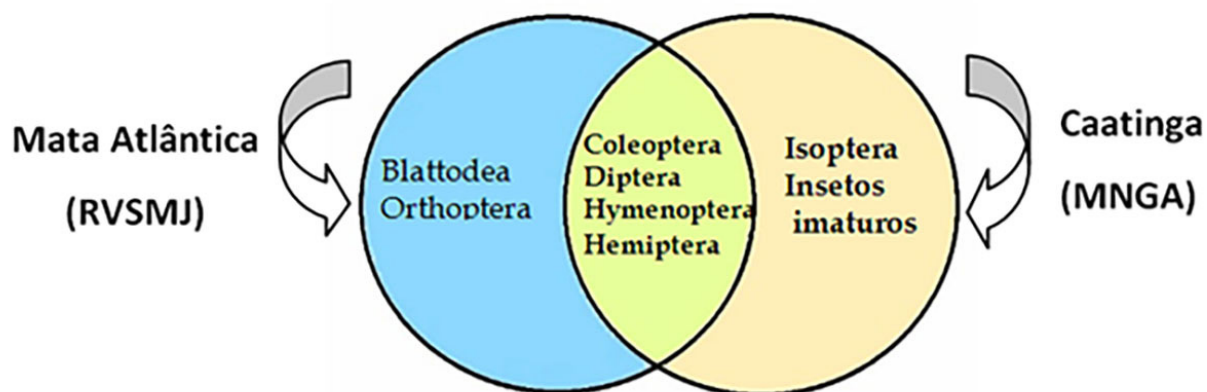 Mata Atlântica
(RVSMJ)
Blattodea
Orthoptera
Coleoptera
Diptera
Hymenoptera
Hemiptera
Isoptera
Insetos
imaturos
Caatinga
(MNGA)